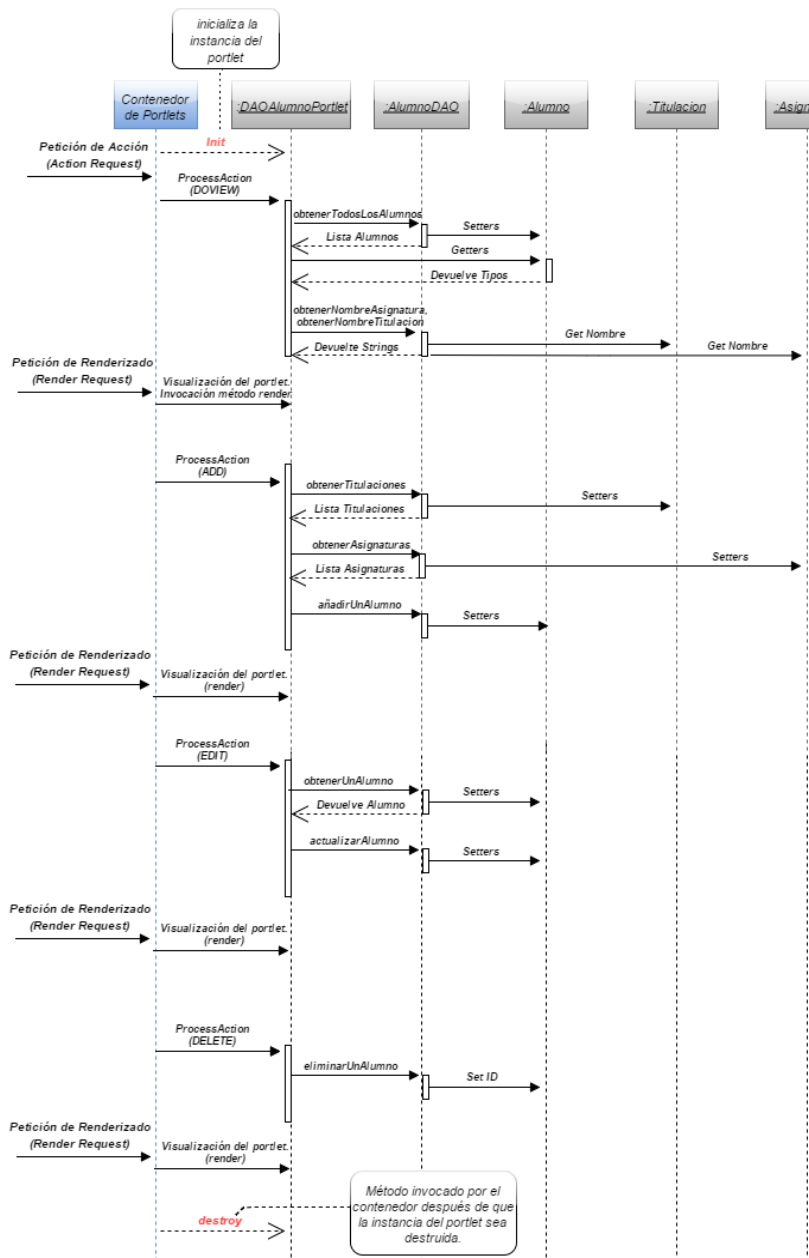 inicializa la
instancia del
portlet
Contenedor
de Portlets
:DAOAlumnoPortlet
:AlumnoDAO
:Alumno
:Titulacion
:Asign
Init
Petición de Acción
(Action Request)
ProcessAction
(DOVIEW)
obtenerTodosLosAlumnos
Setters
Lista Alumnos
Getters
Devuelve Tipos
obtenerNombreAsignatura,
obtenerNombreTitulacion
Get Nombre
Devuelte Strings
Get Nombre
Petición de Renderizado
(Render Request)
Visualización del portlet.
Invocación método render
ProcessAction
(ADD)
obtenerTitulaciones
Setters
Lista Titulaciones
obtenerAsignaturas
Setters
Lista Asignaturas
añadirUnAlumno
Setters
Petición de Renderizado
(Render Request)
Visualización del portlet.
(render)
ProcessAction
(EDIT)
obtenerUnAlumno
Setters
Devuelve Alumno
actualizarAlumno
Setters
Petición de Renderizado
(Render Request)
Visualización del portlet.
(render)
ProcessAction
(DELETE)
eliminarUnAlumno
Set ID
Petición de Renderizado
(Render Request)
Visualización del portlet.
(render)
destroy
Método invocado por el
contenedor después de que
la instancia del portlet sea
destruída.